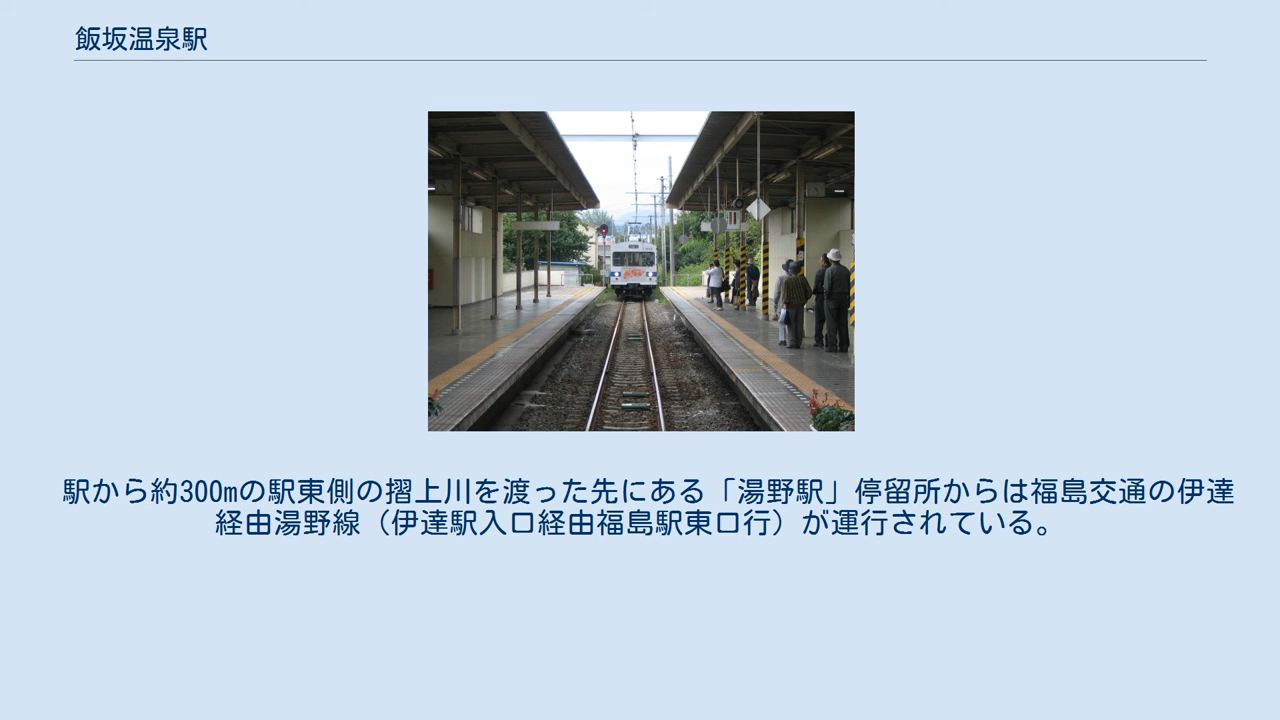 飯坂温泉駅
駅から約300mの駅東側の摺上川を渡った先にある「湯野駅」停留所からは福島交通の伊達
経由湯野線（伊達駅入口経由福島駅東口行）が運行されている。